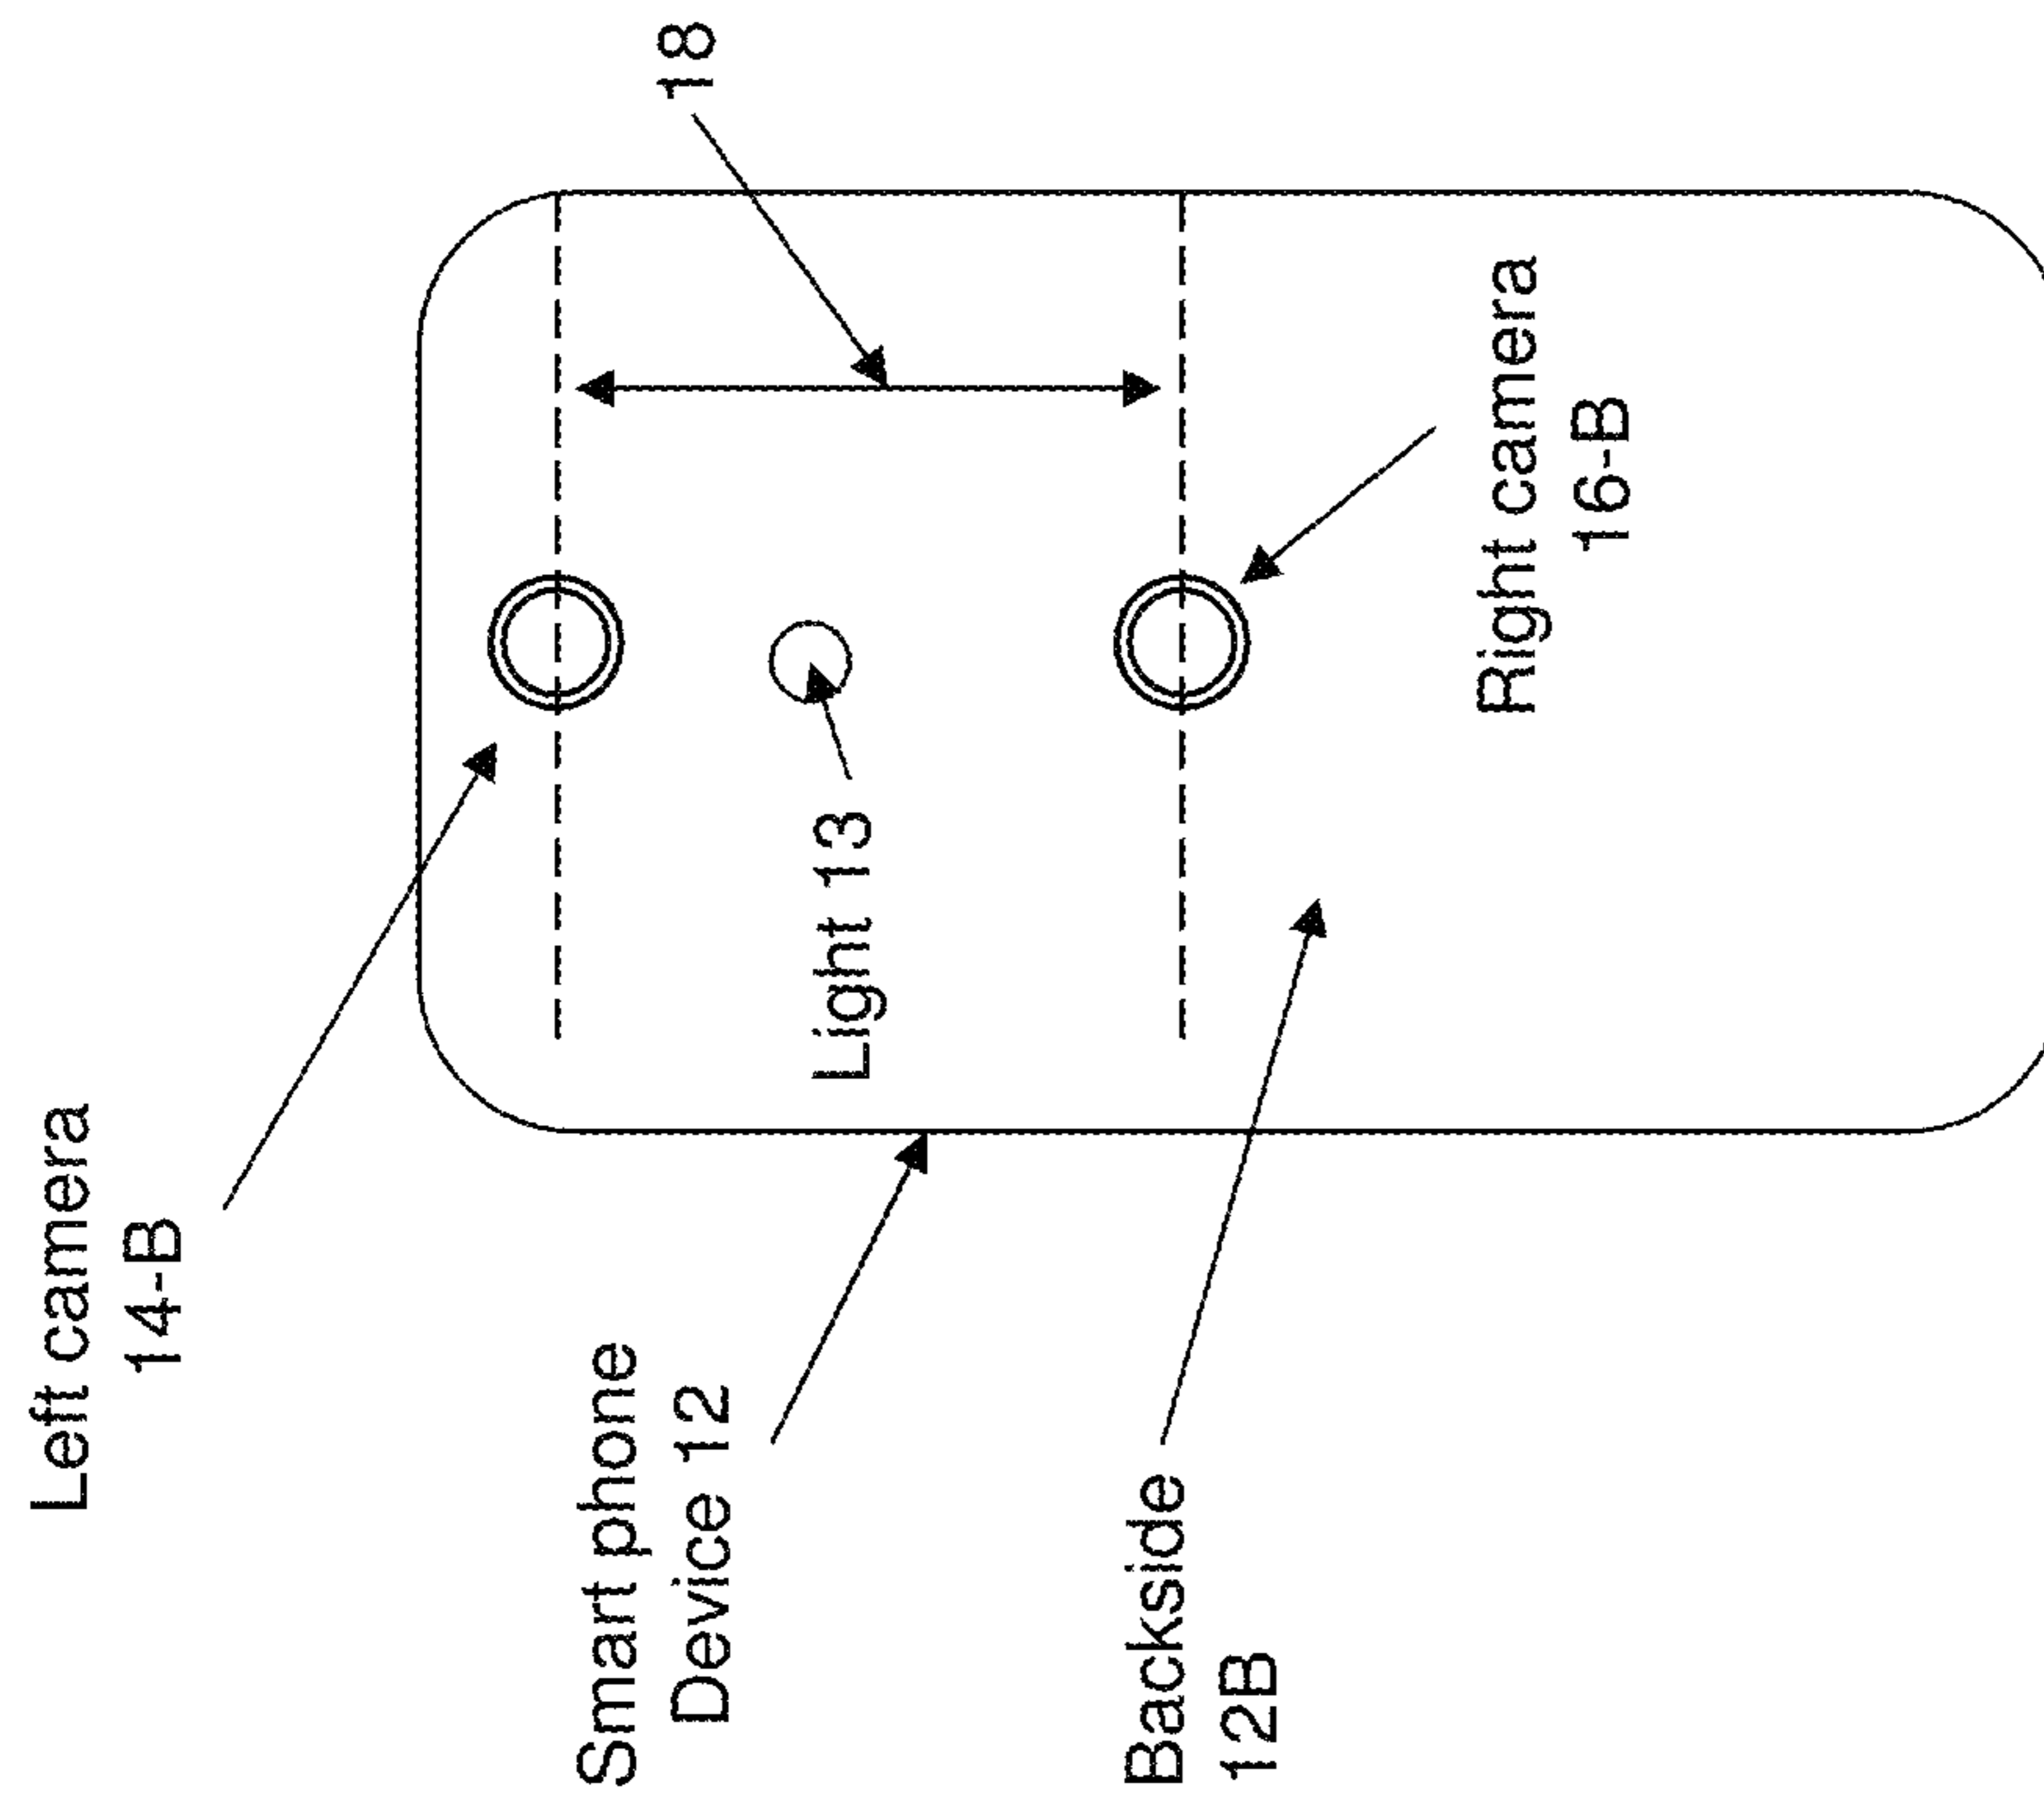 Left camera
14-B
Smart phone
Device 12
Backside
12B
Light 13
18
Right camera
16-B